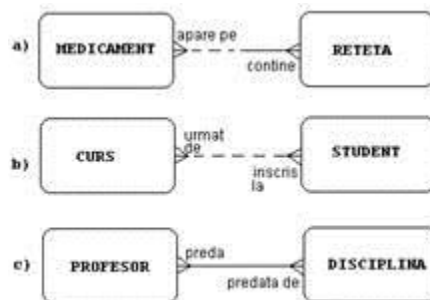 a) MEDICAMENT apare pe contine RETETA
b) CURS urmat de inscris la STUDENT
c) PROFESOR preda predata de DISCIPLINA